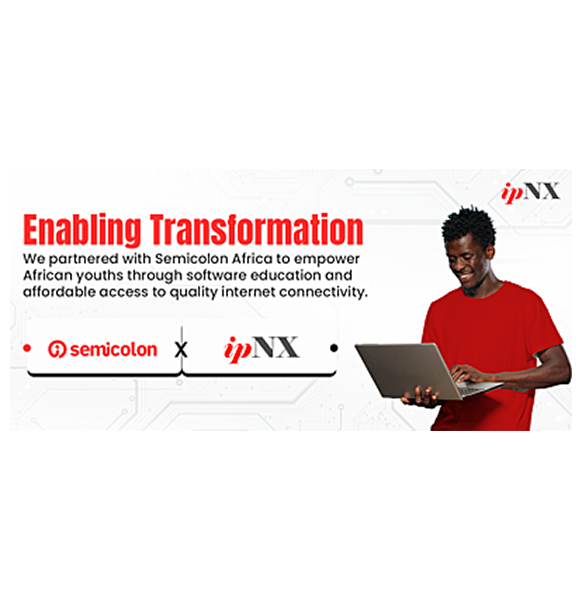 ipNX
Enabling Transformation
We partnered with Semicolon Africa to empower
African youths through software education and
affordable access to quality internet connectivity.
semicolon X ipNX